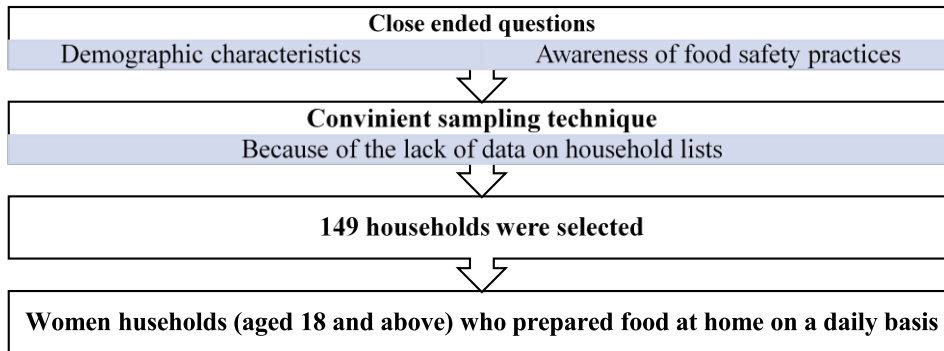 Close ended questions
Demographic characteristics
Awareness of food safety practices
Convinient sampling technique
Because of the lack of data on household lists
149 households were selected
Women huseholds (aged 18 and above) who prepared food at home on a daily basis